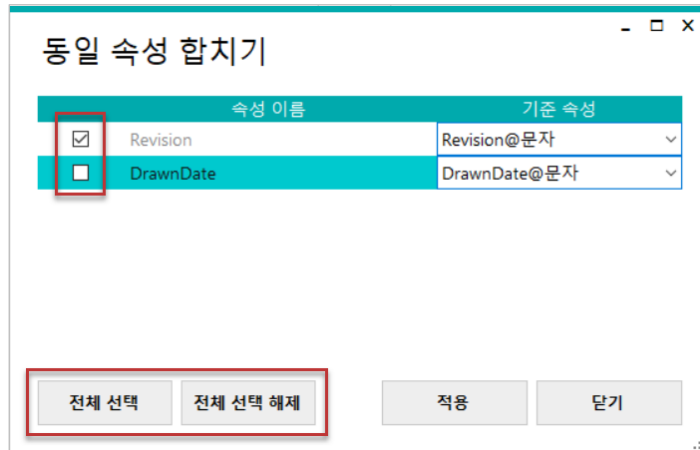 동일 속성 합치기
속성 이름 기준 속성
Revision Revision@문자
DrawnDate DrawnDate@문자
전체 선택 전체 선택 해제 적용 닫기